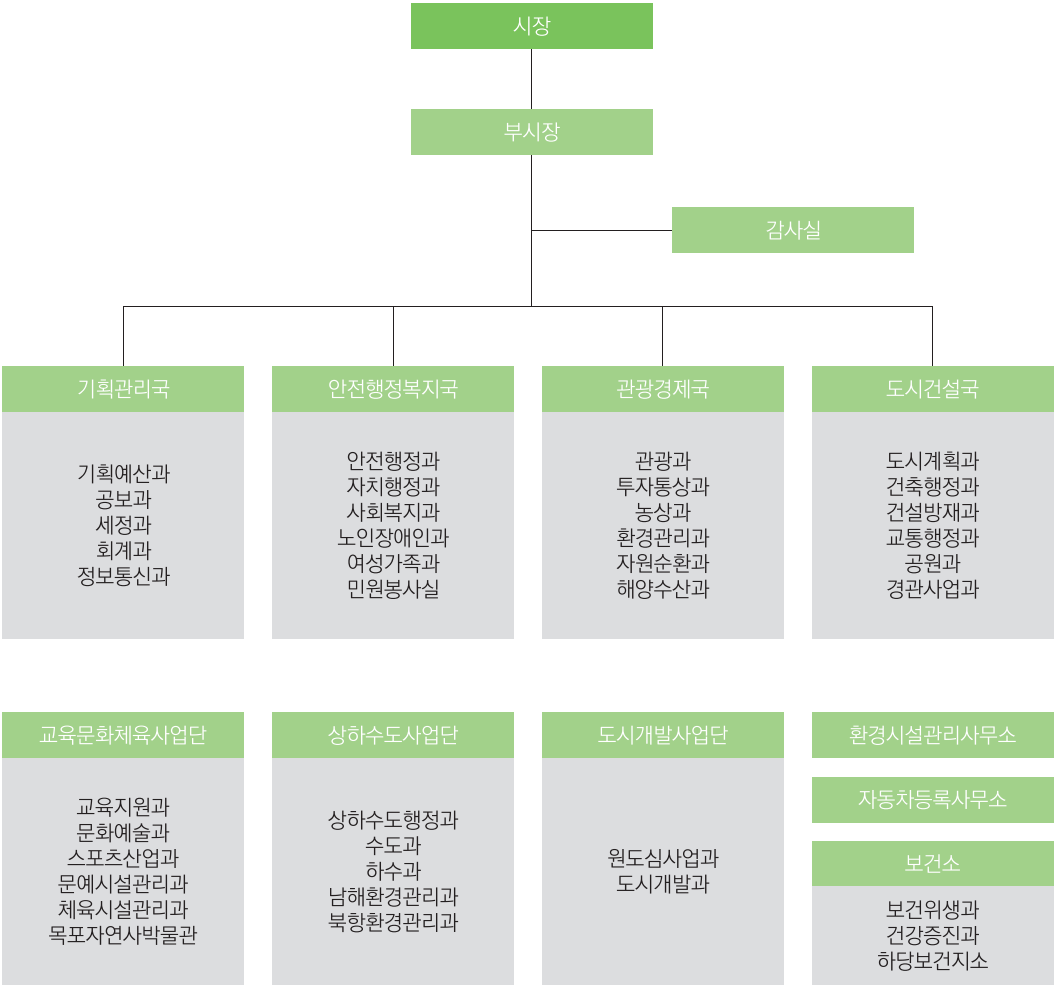 시장
부시장
감사실
기획관리국
기획예산과
공보과
세정과
회계과
정보통신과
안전행정복지국
안전행정과
자치행정과
사회복지과
노인장애인과
여성가족과
민원봉사실
관광경제국
관광과
투자통상과
농상과
환경관리과
자원순환과
해양수산과
도시건설국
도시계획과
건축행정과
건설방재과
교통행정과
공원과
경관사업과
교육문화체육사업단
교육지원과
문화예술과
스포츠산업과
문예시설관리과
체육시설관리과
목포자연사박물관
상하수도사업단
상하수도행정과
수도과
하수과
남해환경관리과
북항환경관리과
도시개발사업단
원도심사업과
도시개발과
환경시설관리사무소
자동차등록사무소
보건소
보건위생과
건강증진과
하당보건지소